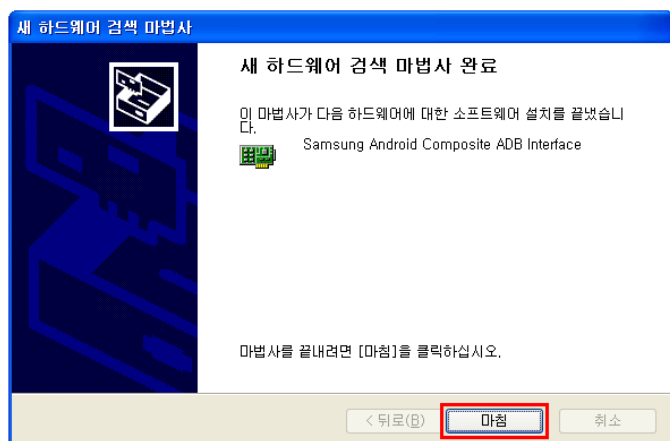 새 하드웨어 검색 마법사
새 하드웨어 검색 마법사 완료
이 마법사가 다음 하드웨어에 대한 소프트웨어 설치를 끝냈습니
다.
Samsung Android Composite ADB Interface
마법사를 끝내려면 [마침]을 클릭하십시오.
< 뒤로(B) 마침 취소